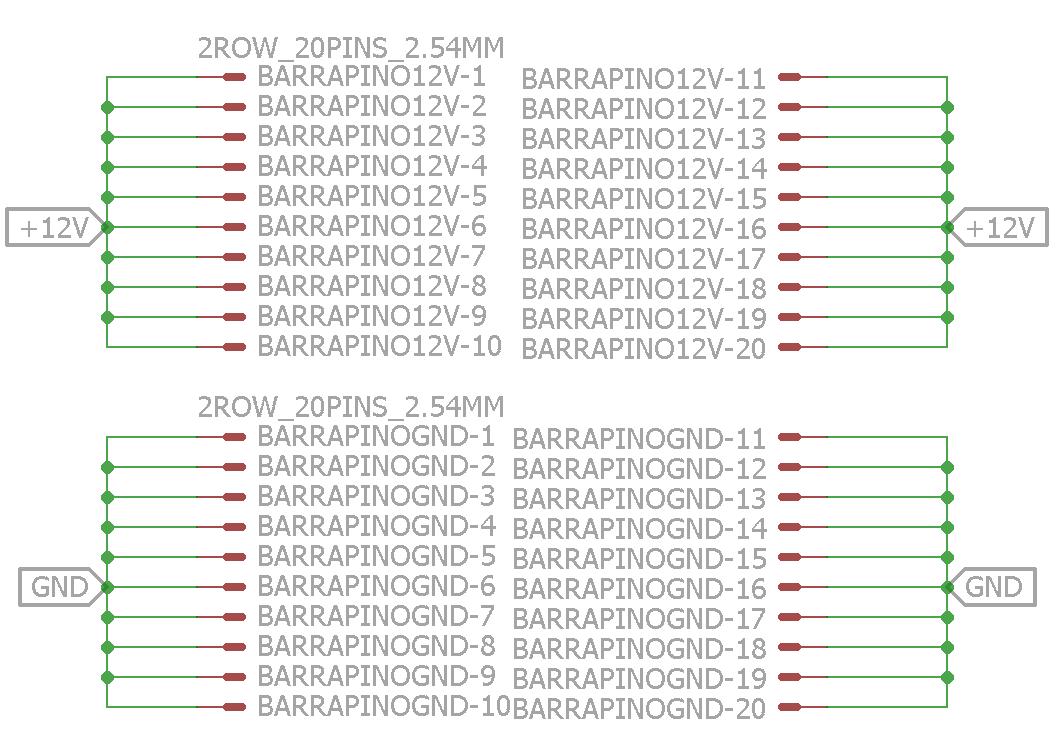 2ROW_20PINS_2.54MM
BARRAPINO12V-1 BARRAPINO12V-11
BARRAPINO12V-2 BARRAPINO12V-12
BARRAPINO12V-3 BARRAPINO12V-13
BARRAPINO12V-4 BARRAPINO12V-14
BARRAPINO12V-5 BARRAPINO12V-15
+12V BARRAPINO12V-6 BARRAPINO12V-16 +12V
BARRAPINO12V-7 BARRAPINO12V-17
BARRAPINO12V-8 BARRAPINO12V-18
BARRAPINO12V-9 BARRAPINO12V-19
BARRAPINO12V-10 BARRAPINO12V-20
2ROW_20PINS_2.54MM
BARRAPINOGND-1 BARRAPINOGND-11
BARRAPINOGND-2 BARRAPINOGND-12
BARRAPINOGND-3 BARRAPINOGND-13
BARRAPINOGND-4 BARRAPINOGND-14
BARRAPINOGND-5 BARRAPINOGND-15
GND BARRAPINOGND-6 BARRAPINOGND-16 GND
BARRAPINOGND-7 BARRAPINOGND-17
BARRAPINOGND-8 BARRAPINOGND-18
BARRAPINOGND-9 BARRAPINOGND-19
BARRAPINOGND-10 BARRAPINOGND-20